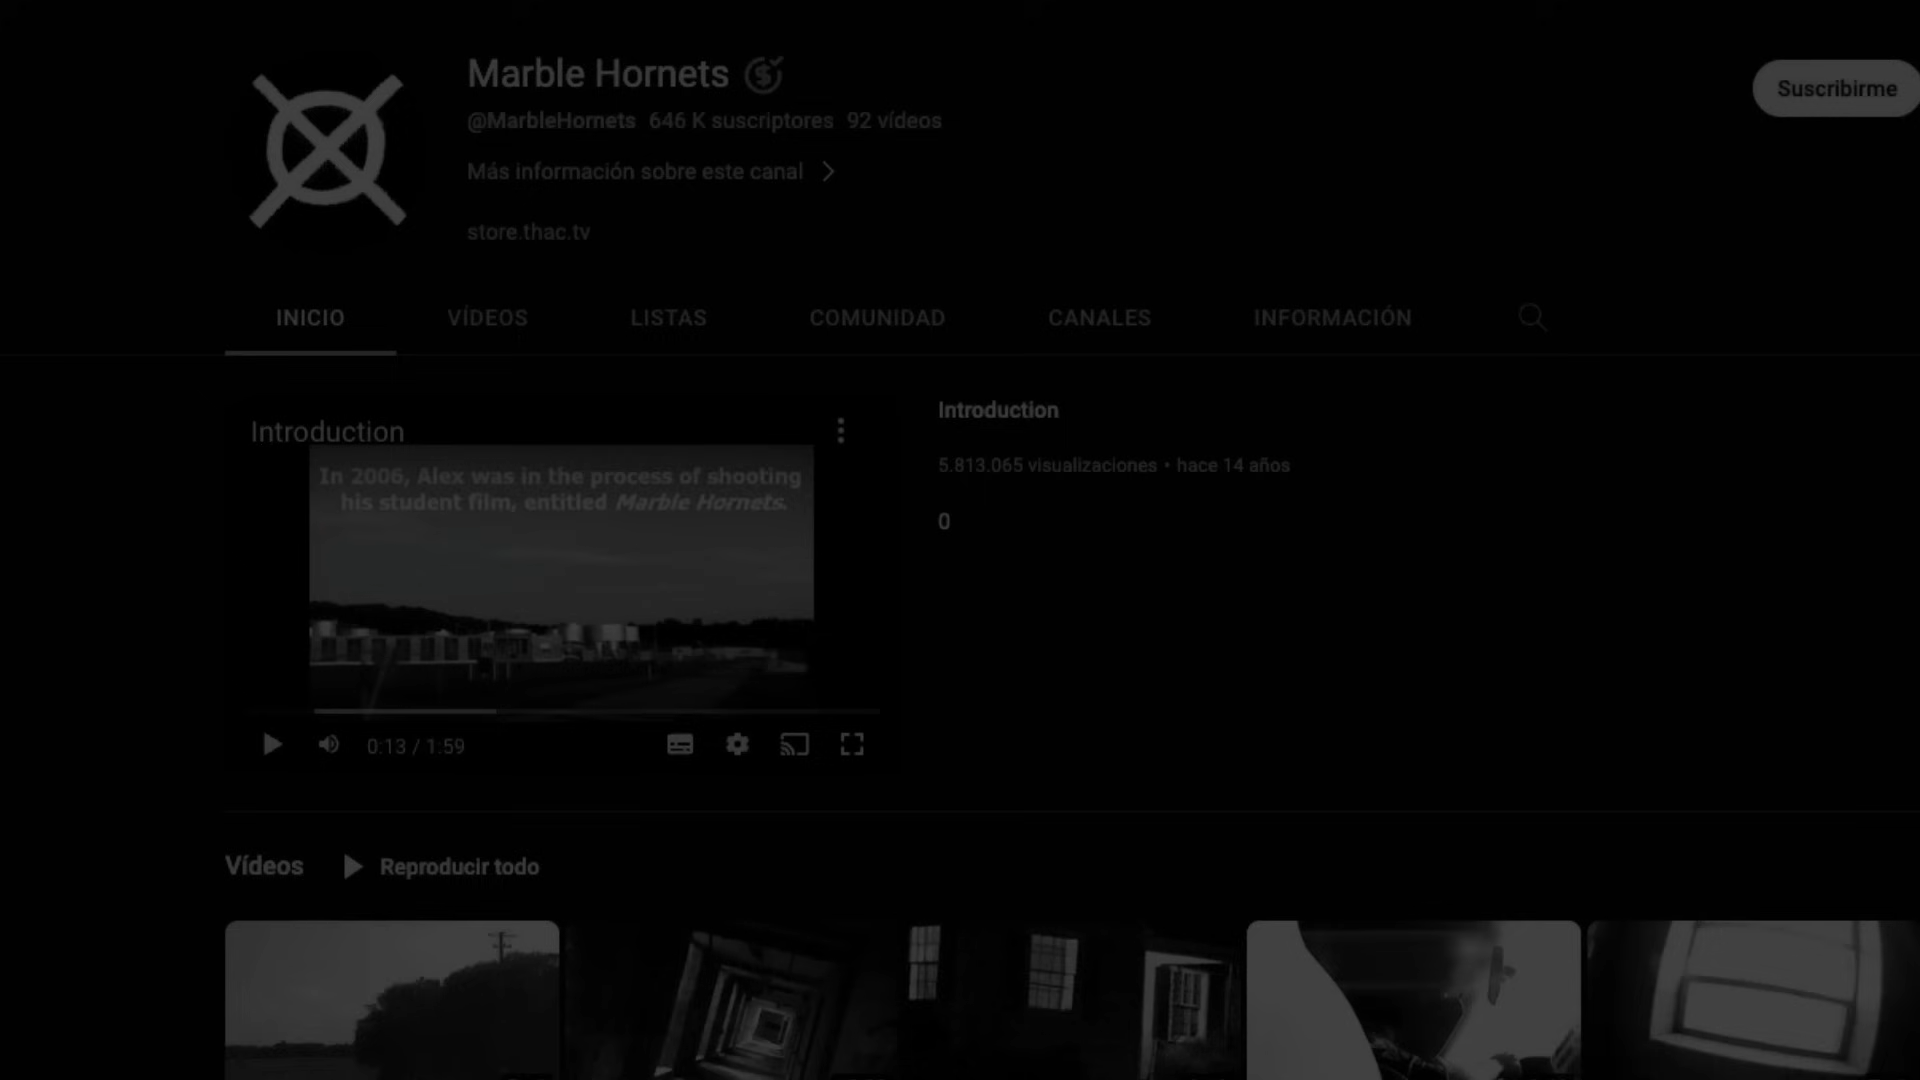 Marble Hornets
@MarbleHornets 646 K suscriptores 92 vídeos
Suscribirme
Más información sobre este canal
store.thac.tv
INICIO VÍDEOS LISTAS COMUNIDAD CANALES INFORMACIÓN
Introduction
In 2006, Alex was in the process of shooting
his student film, entitled Marble Hornets.
0:13 / 1:59
Introduction
5.813.065 visualizaciones • hace 14 años
0
Vídeos Reproducir todo